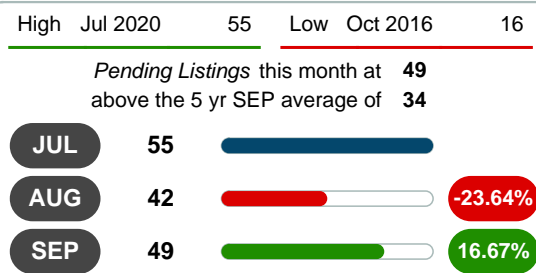 High Jul 2020 55 Low Oct 2016 16
Pending Listings this month at 49
above the 5 yr SEP average of 34
JUL 55
AUG 42 -23.64%
SEP 49 16.67%